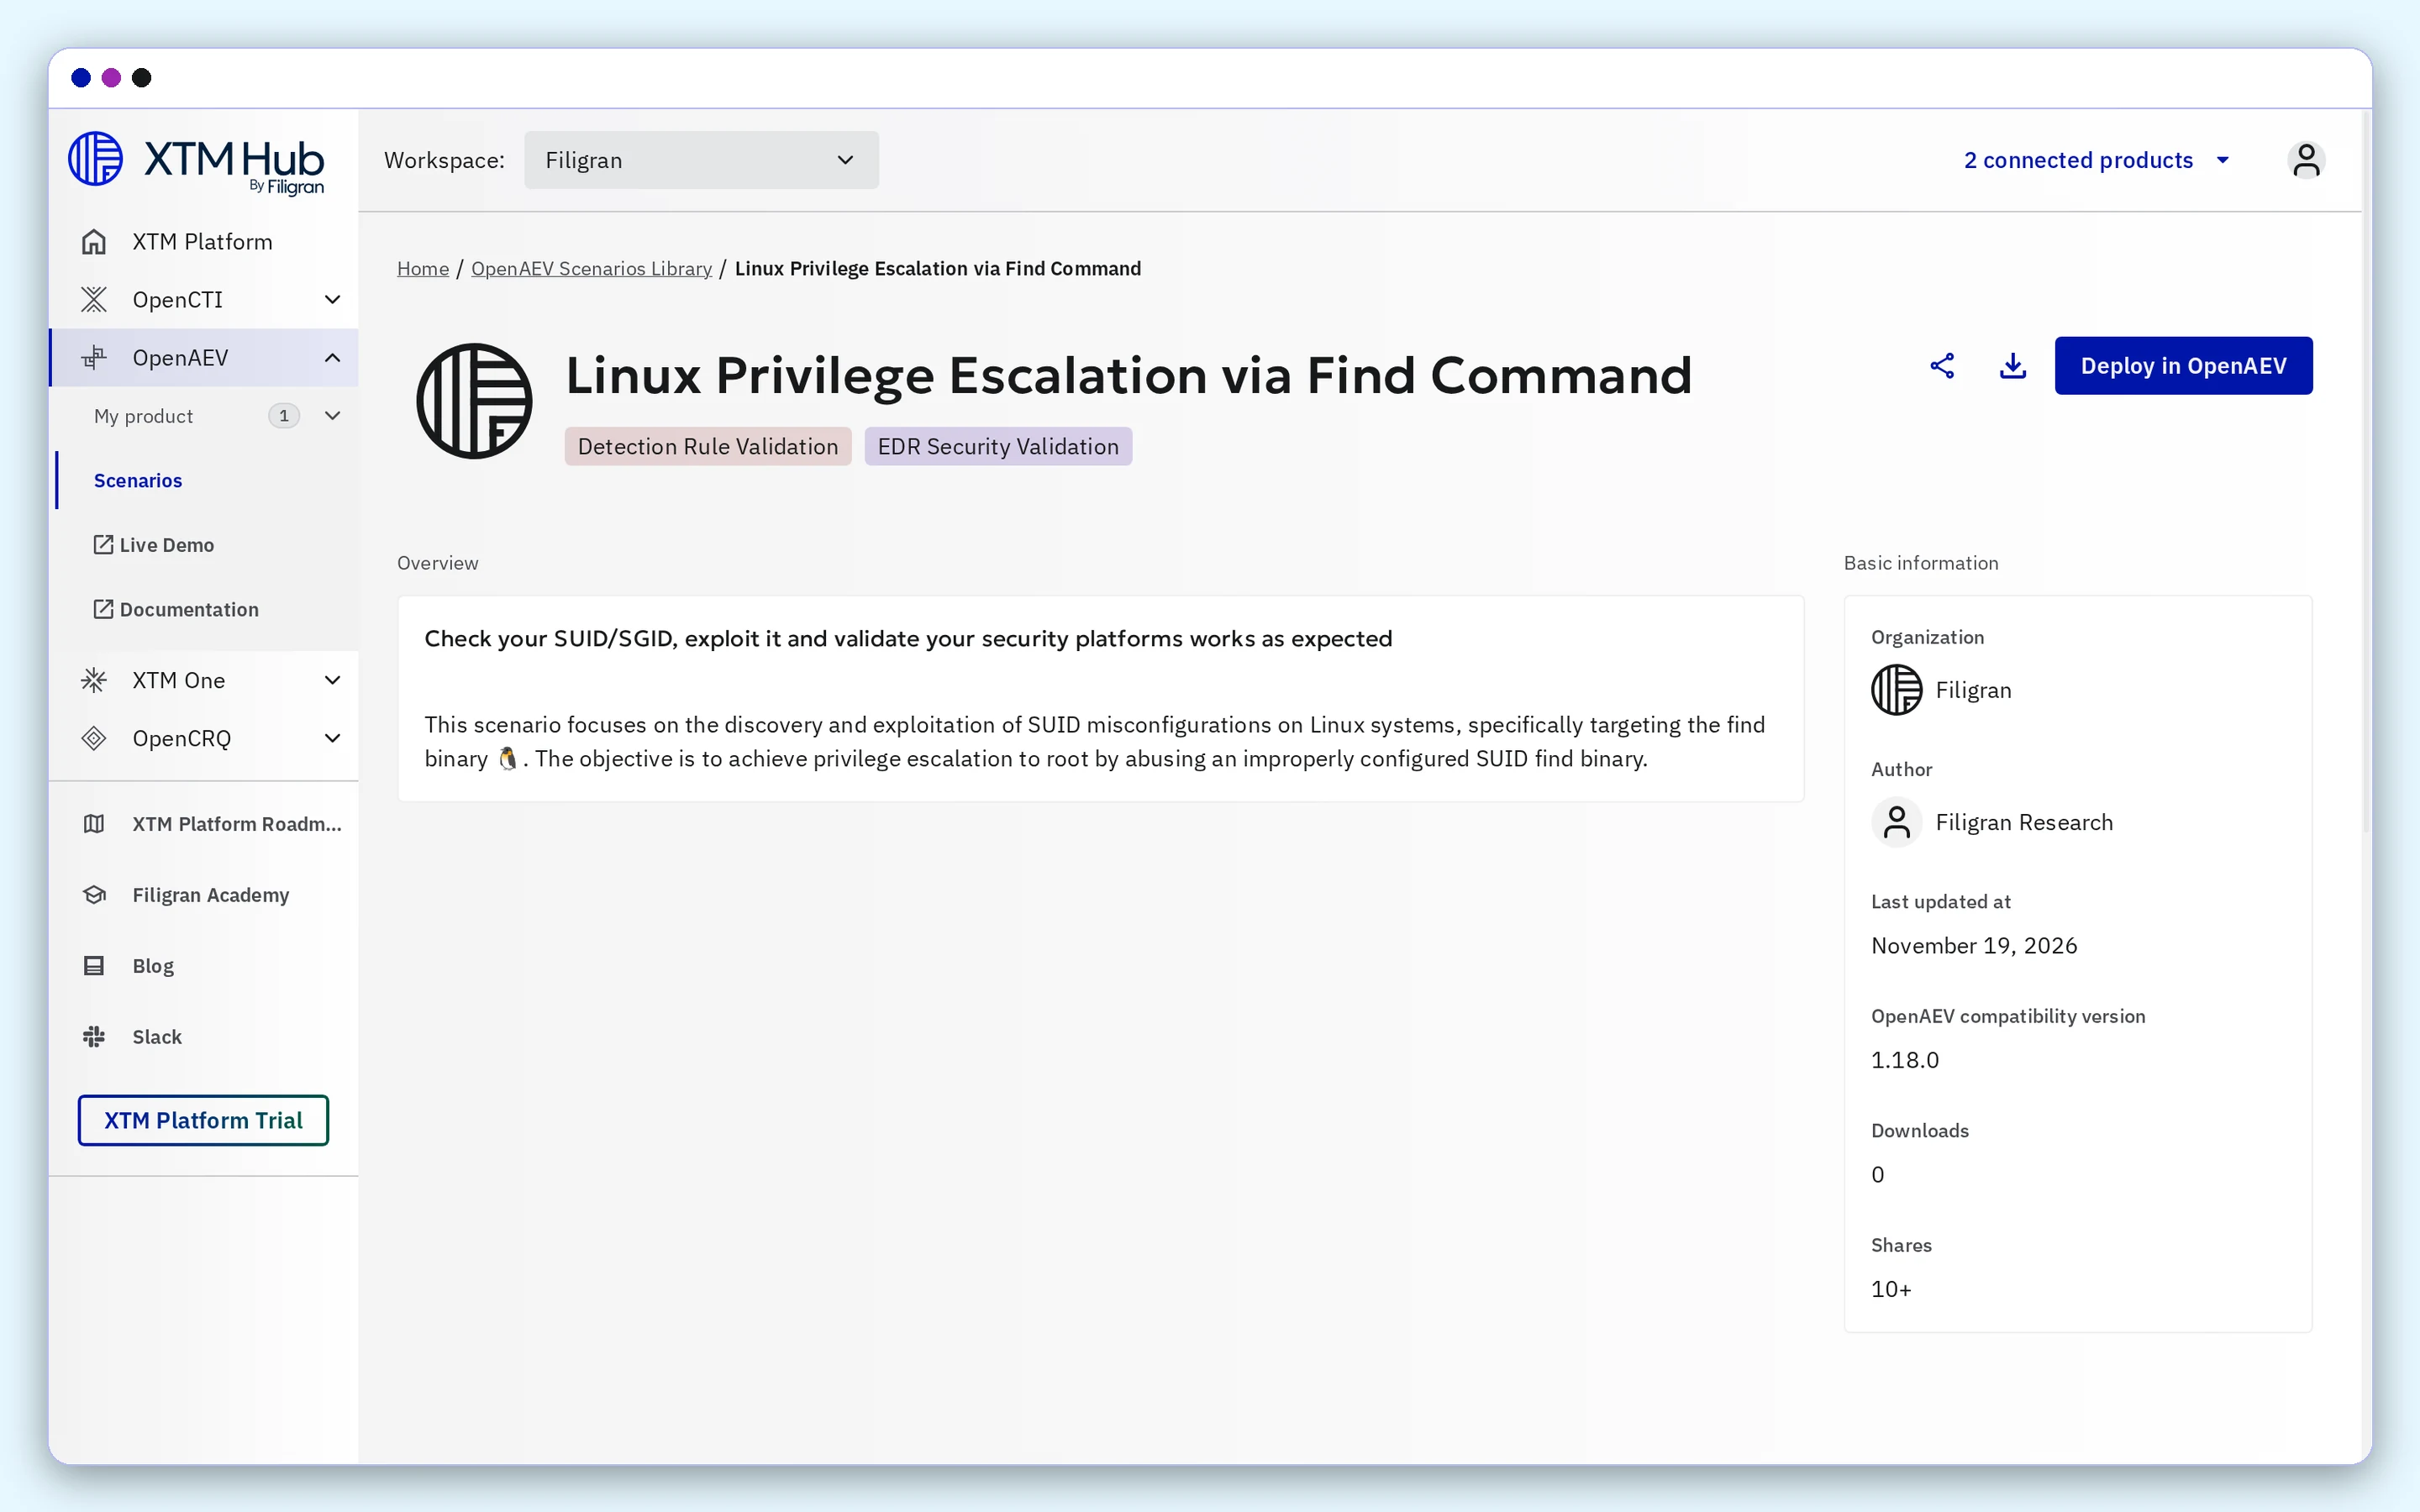 XTM Hub
By Filigran
Workspace:
Filigran
2 connected products
XTM Platform
OpenCTI
OpenAEV
My product
1
Scenarios
Live Demo
Documentation
XTM One
OpenCRQ
XTM Platform Roadm...
Filigran Academy
Blog
Slack
XTM Platform Trial
Home / OpenAEV Scenarios Library / Linux Privilege Escalation via Find Command
Linux Privilege Escalation via Find Command
Detection Rule Validation
EDR Security Validation
Deploy in OpenAEV
Overview
Check your SUID/SGID, exploit it and validate your security platforms works as expected
This scenario focuses on the discovery and exploitation of SUID misconfigurations on Linux systems, specifically targeting the find
binary 🐧. The objective is to achieve privilege escalation to root by abusing an improperly configured SUID find binary.
Basic information
Organization
Filigran
Author
Filigran Research
Last updated at
November 19, 2026
OpenAEV compatibility version
1.18.0
Downloads
0
Shares
10+